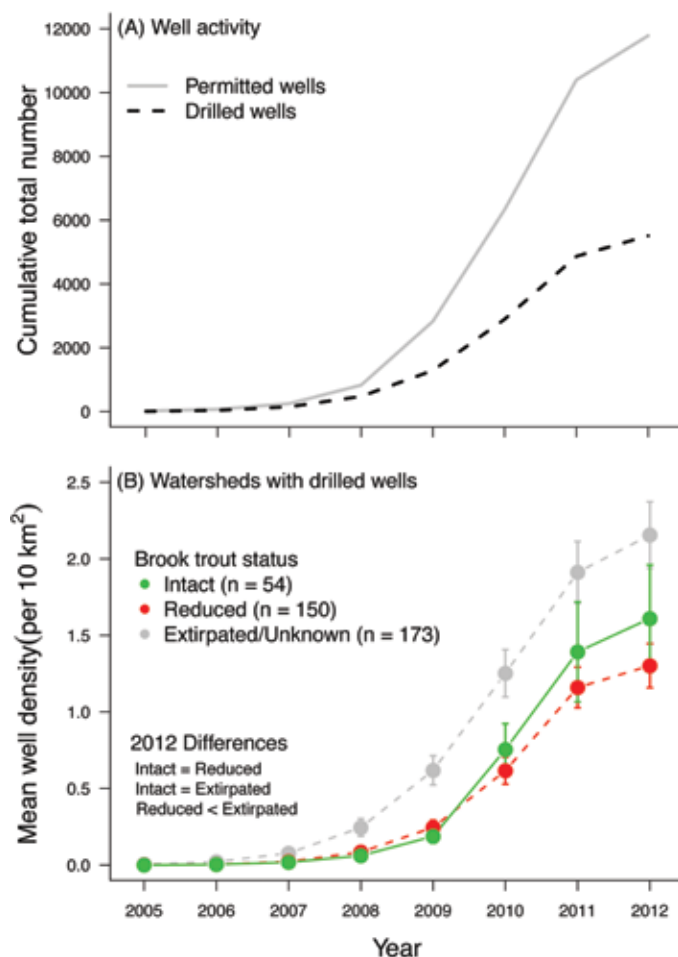 (A) Well activity
12000
10000
8000
6000
4000
2000
0
Cumulative total number
Permitted wells
Drilled wells
(B) Watersheds with drilled wells
2.5
2.0
1.5
1.0
0.5
0.0
Mean well density(per 10 km²)
Brook trout status
Intact (n = 54)
Reduced (n = 150)
Extirpated/Unknown (n = 173)
2012 Differences
Intact = Reduced
Intact = Extirpated
Reduced < Extirpated
2005 2006 2007 2008 2009 2010 2011 2012
Year